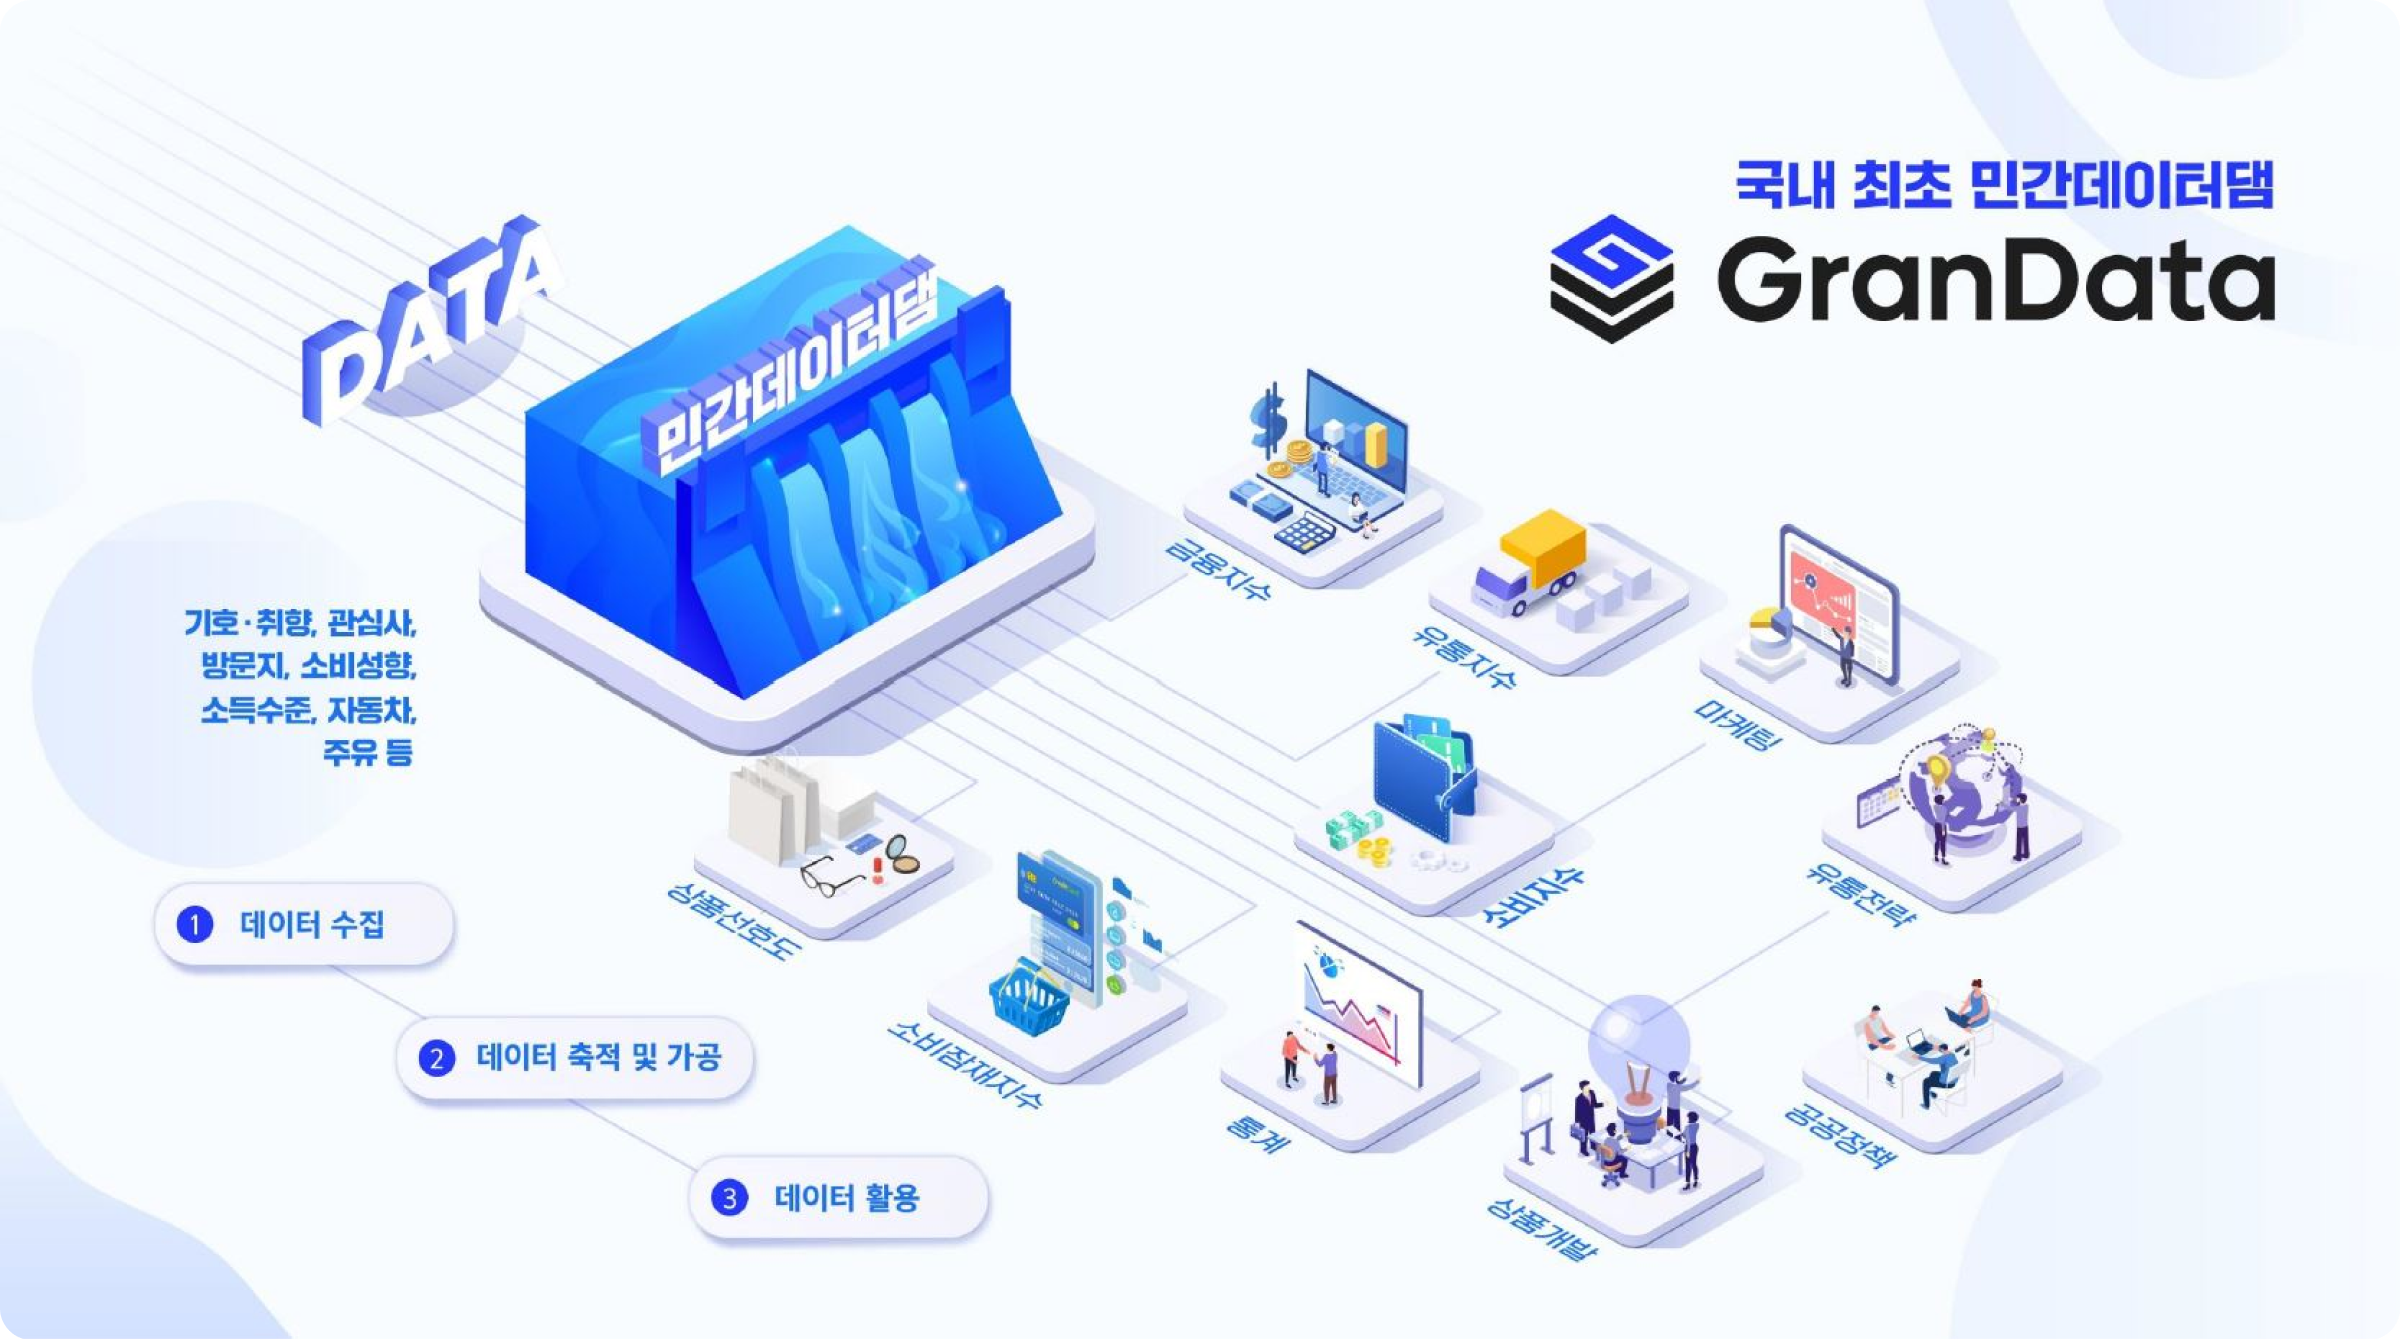 국내 최초 민간데이터댐
GranData
DATA
민간데이터댐
기호·취향, 관심사,
방문지, 소비성향,
소득수준, 자동차,
주유 등
1 데이터 수집
2 데이터 축적 및 가공
3 데이터 활용
금융지수
유통지수
마케팅
소비지수
유통전략
상품선호도
소비잠재지수
통계
상품개발
공공정책